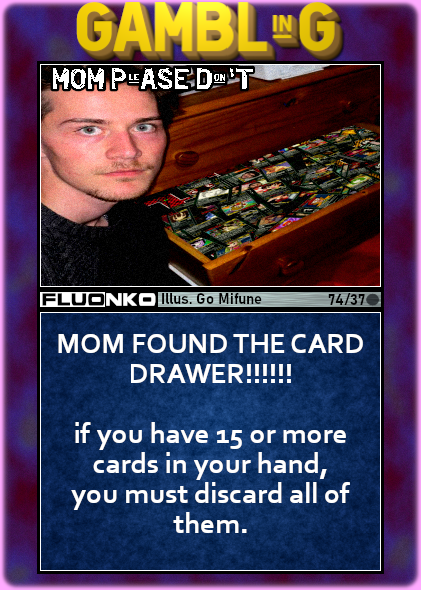 GAMBLinG
MOM PLEASE DON'T
FLUONKO Illus. Go Mifune 74/37
MOM FOUND THE CARD
DRAWER!!!!!!
if you have 15 or more
cards in your hand,
you must discard all of
them.